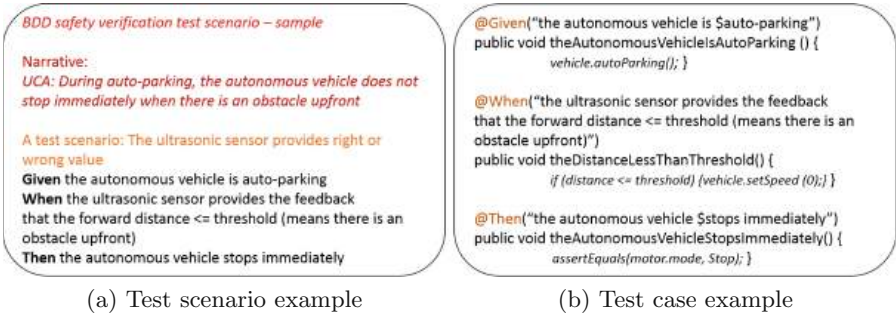 BDD safety verification test scenario – sample
Narrative:
UCA: During auto-parking, the autonomous vehicle does not
stop immediately when there is an obstacle upfront
A test scenario: The ultrasonic sensor provides right or
wrong value
Given the autonomous vehicle is auto-parking
When the ultrasonic sensor provides the feedback
that the forward distance <= threshold (means there is an
obstacle upfront)
Then the autonomous vehicle stops immediately
(a) Test scenario example
@Given("the autonomous vehicle is $auto-parking")
public void theAutonomousVehicleIsAutoParking () {
vehicle.autoParking(); }
@When("the ultrasonic sensor provides the feedback
that the forward distance <= threshold (means there is an
obstacle upfront)")
public void theDistanceLessThanThreshold() {
if (distance <= threshold) {vehicle.setSpeed (0);} }
@Then("the autonomous vehicle $stops immediately")
public void theAutonomousVehicleStopsImmediately() {
assertEquals(motor.mode, Stop); }
(b) Test case example